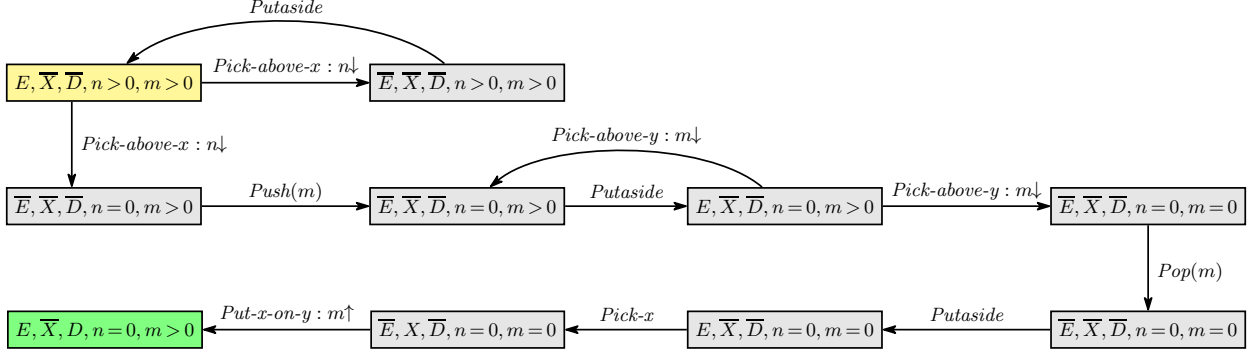 Putaside
E, X̅, D̅, n > 0, m > 0
Pick-above-x : n↓
E̅, X̅, D̅, n > 0, m > 0
Pick-above-x : n↓
Pick-above-y : m↓
E̅, X̅, D̅, n = 0, m > 0
Push(m)
E̅, X̅, D̅, n = 0, m > 0
Putaside
E, X̅, D̅, n = 0, m > 0
Pick-above-y : m↓
E̅, X̅, D̅, n = 0, m = 0
Pop(m)
E, X̅, D, n = 0, m > 0
Put-x-on-y : m↑
E̅, X, D̅, n = 0, m = 0
Pick-x
E, X̅, D̅, n = 0, m = 0
Putaside
E̅, X̅, D̅, n = 0, m = 0